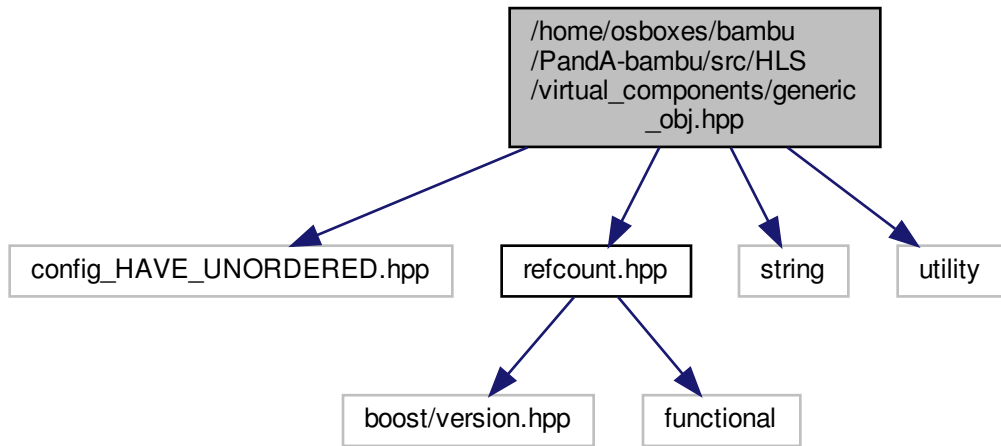 /home/osboxes/bambu
/PandA-bambu/src/HLS
/virtual_components/generic
_obj.hpp
config_HAVE_UNORDERED.hpp
refcount.hpp
string
utility
boost/version.hpp
functional